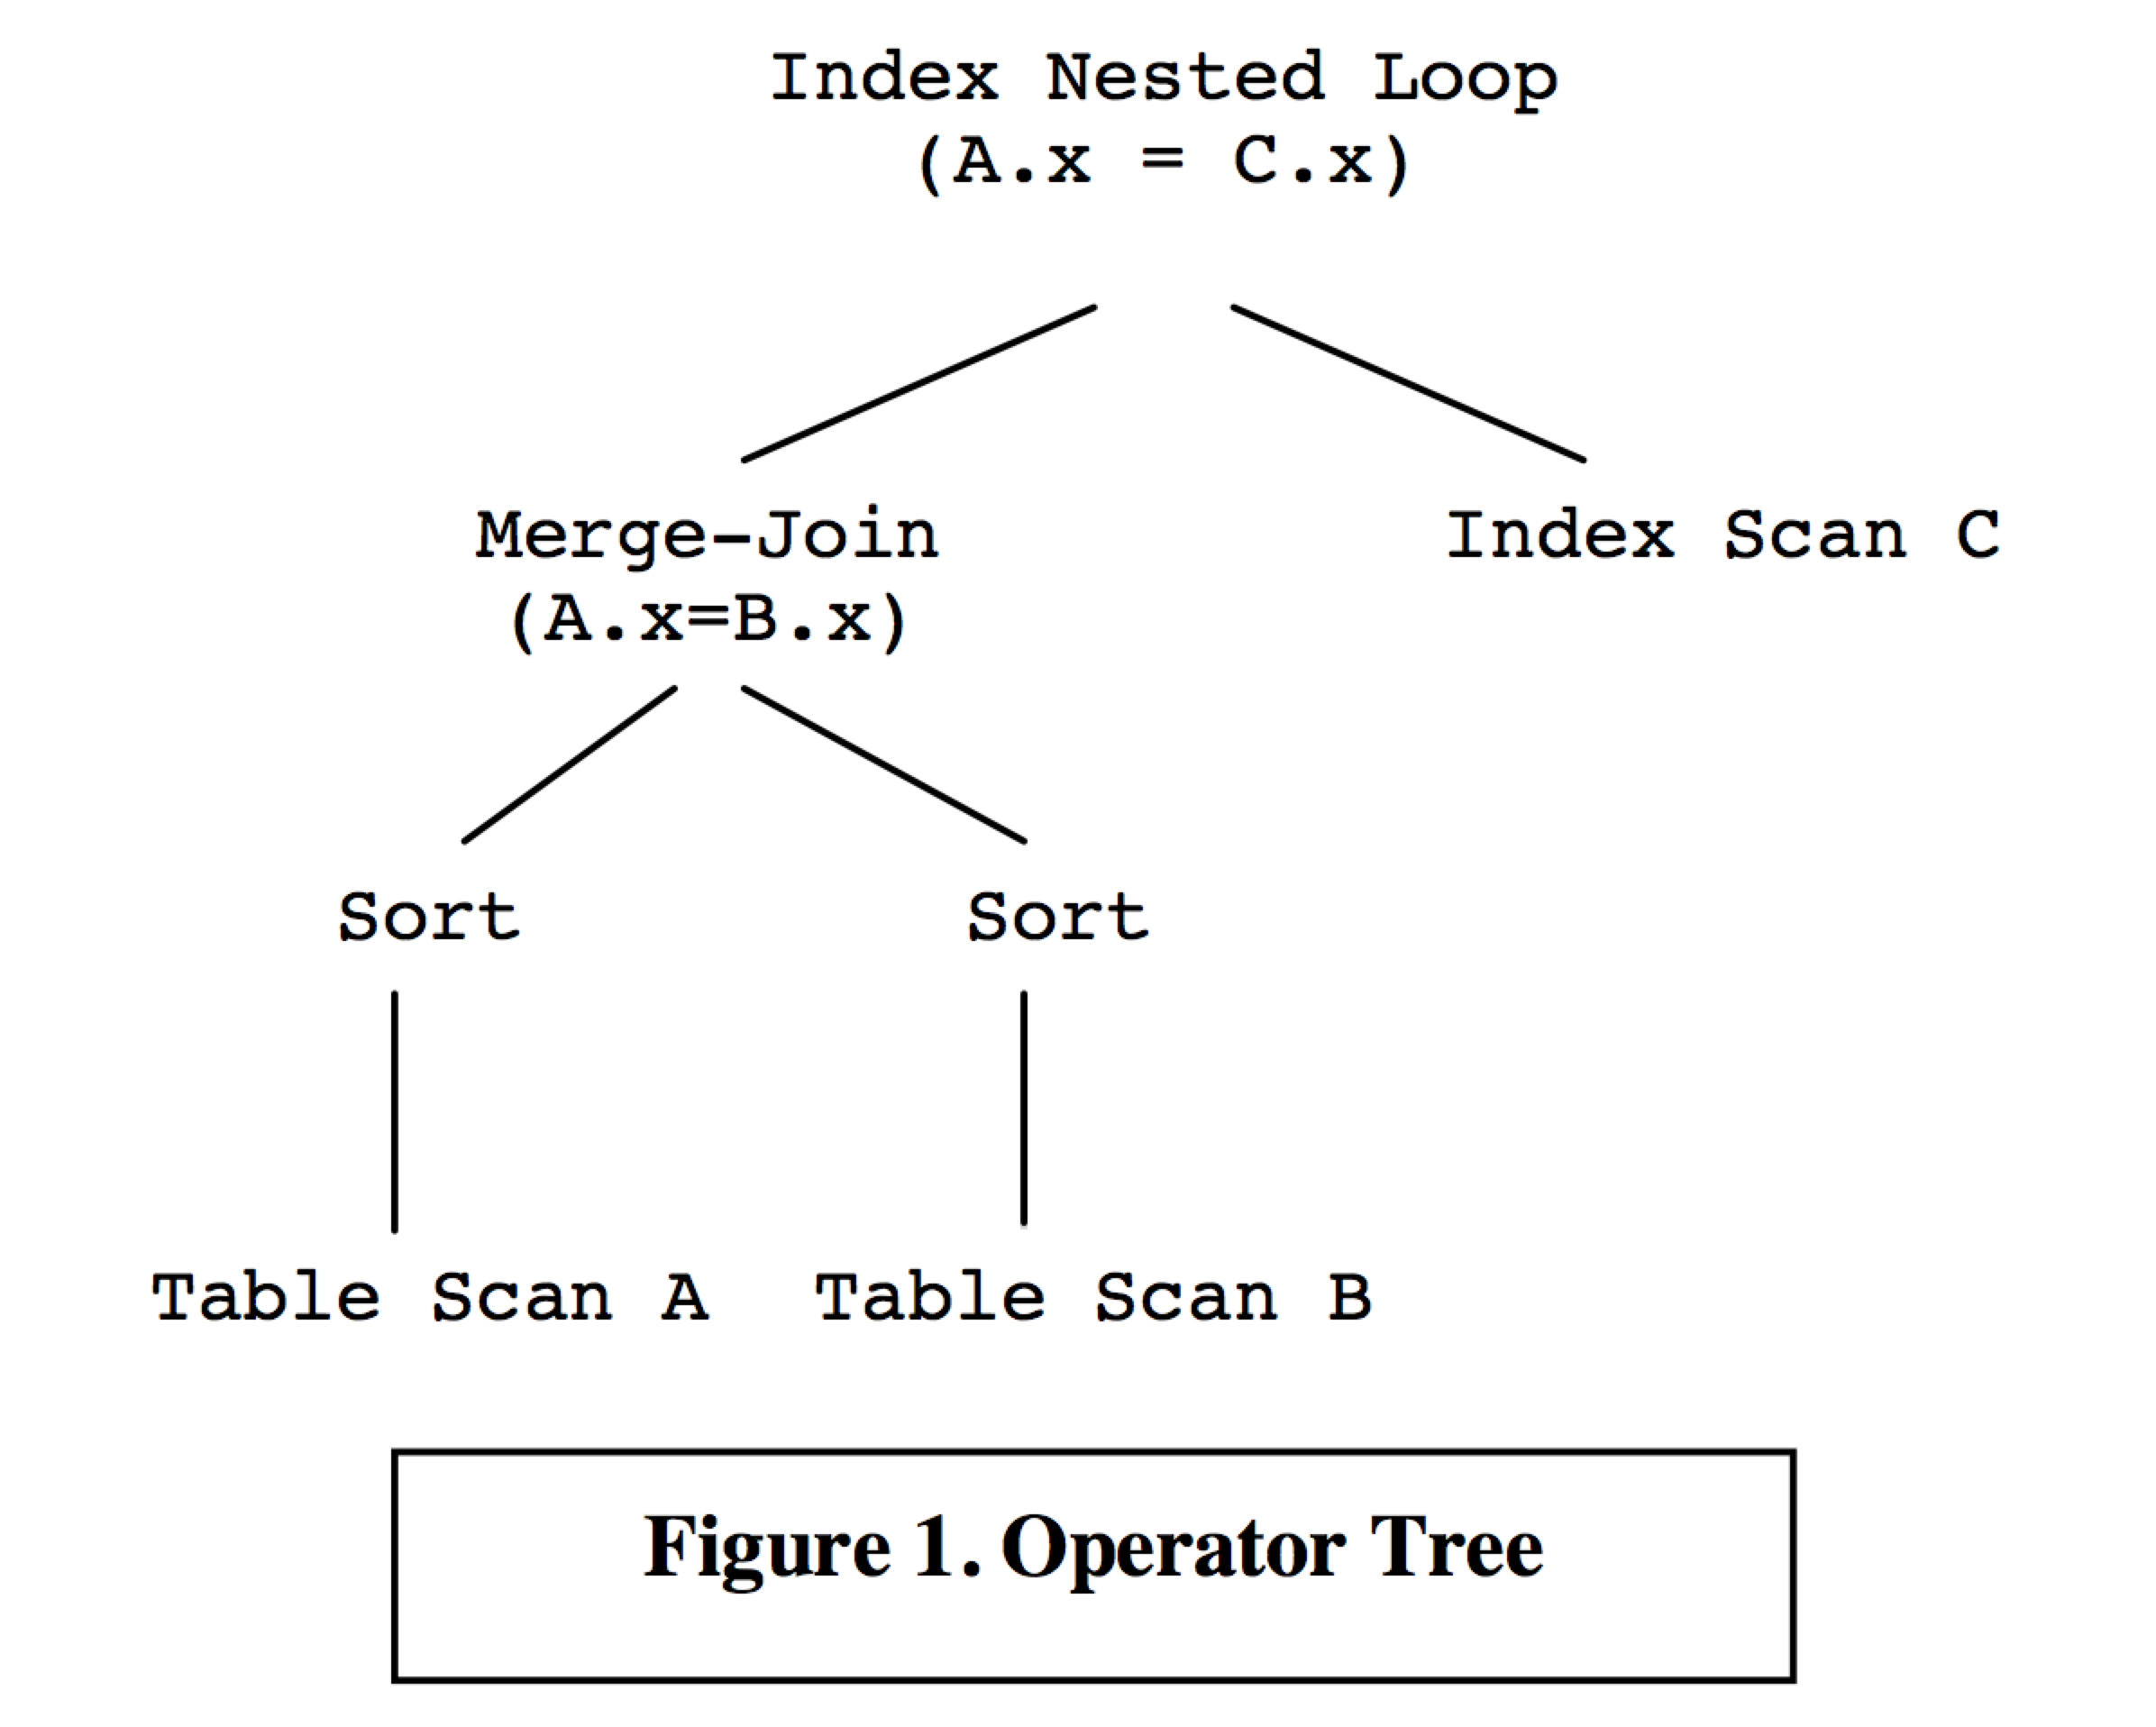 Index Nested Loop
(A.x = C.x)
Merge-Join
(A.x=B.x)
Index Scan C
Sort
Sort
Table Scan A
Table Scan B
Figure 1. Operator Tree